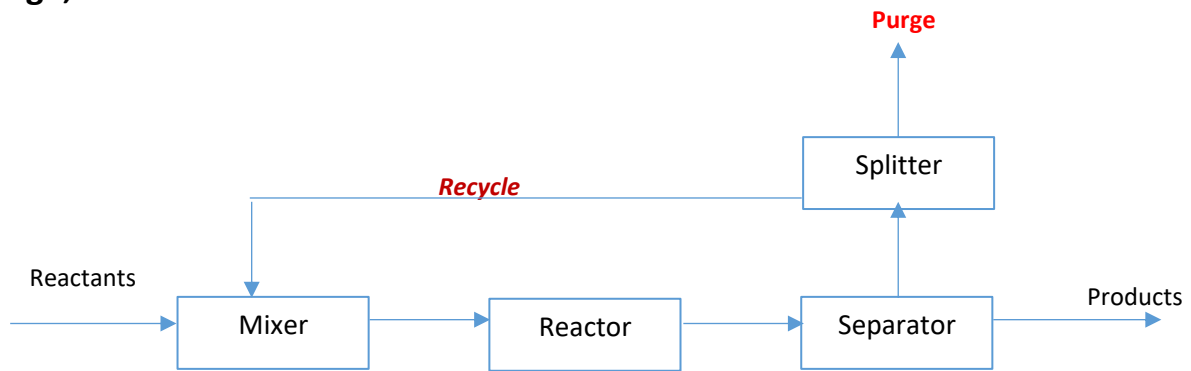 Purge
Splitter
Recycle
Reactants
Mixer
Reactor
Separator
Products